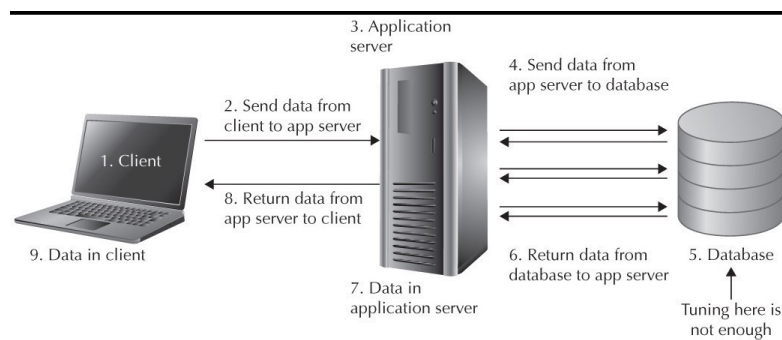 3. Application
server
4. Send data from
app server to database
2. Send data from
client to app server
1. Client
8. Return data from
app server to client
9. Data in client
6. Return data from
database to app server
5. Database
7. Data in
application server
Tuning here is
not enough